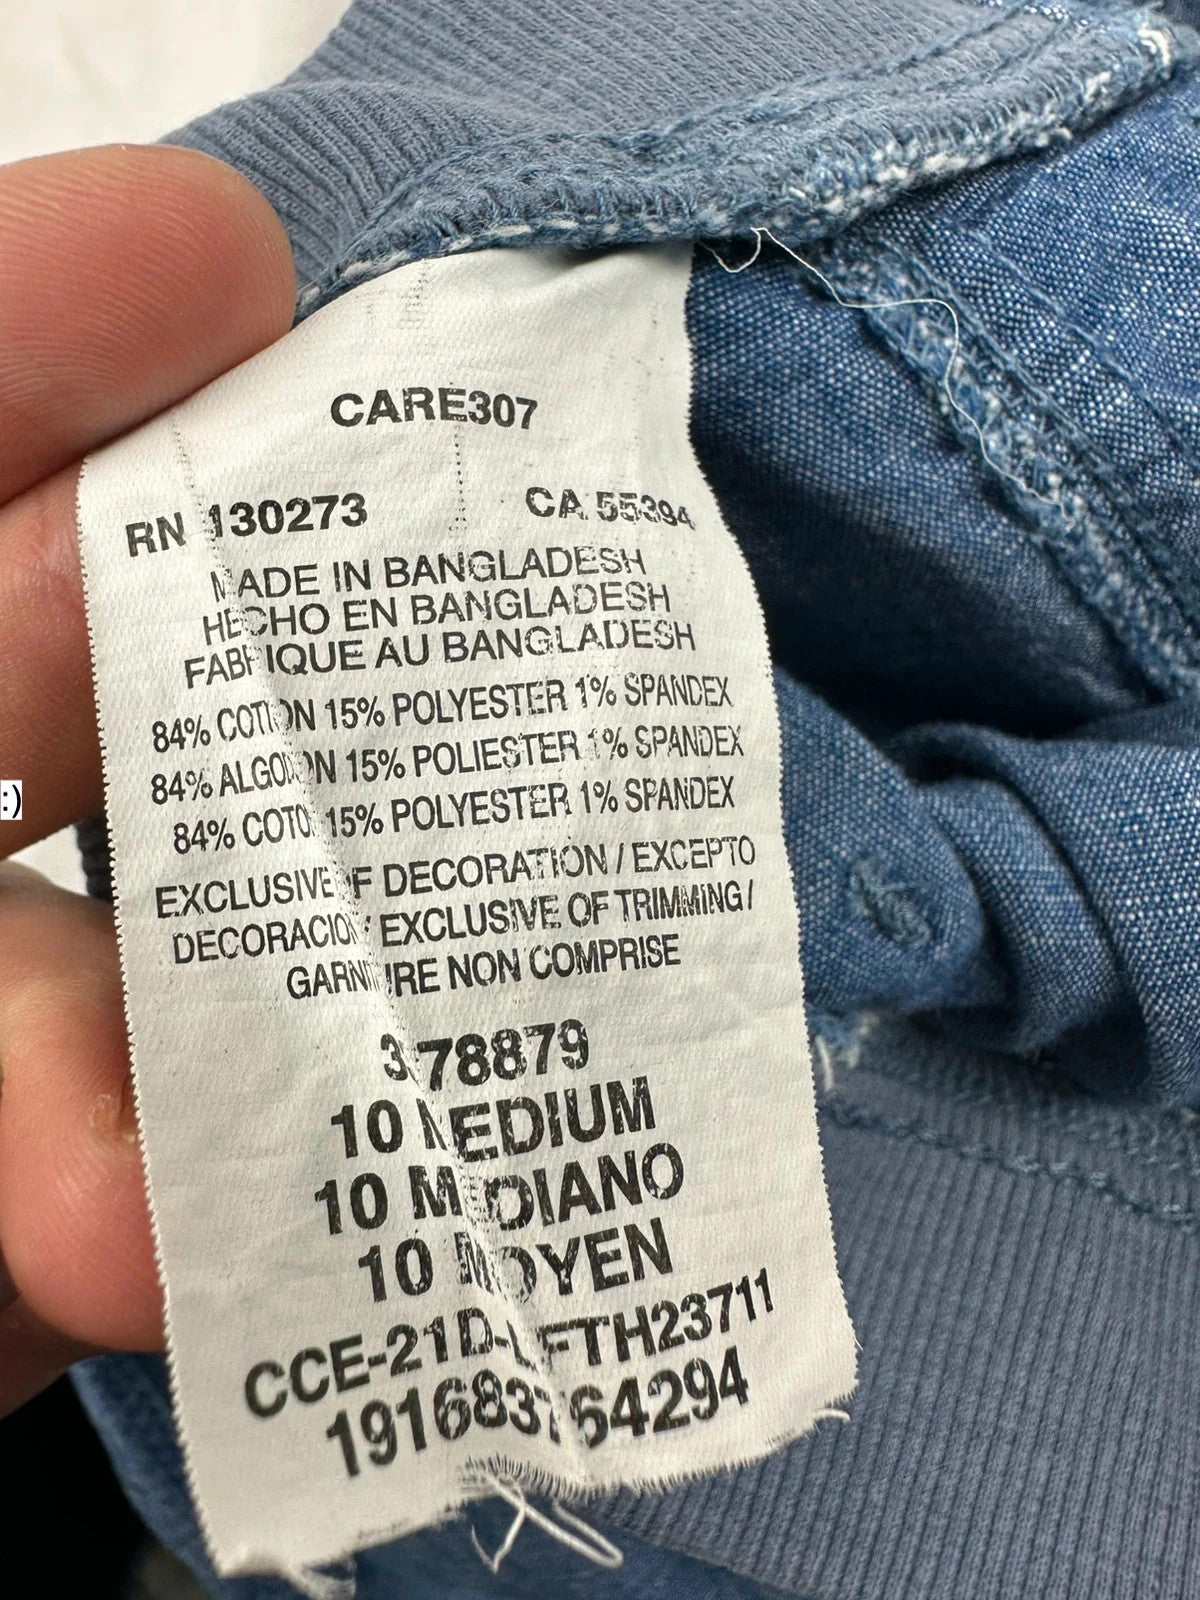 CARE307
RN 130273 CA 55394
MADE IN BANGLADESH
HECHO EN BANGLADESH
FABRIQUE AU BANGLADESH
84% COTTON 15% POLYESTER 1% SPANDEX
84% ALGODON 15% POLIESTER 1% SPANDEX
84% COTON 15% POLYESTER 1% SPANDEX
EXCLUSIVE OF DECORATION / EXCEPTO
DECORACION / EXCLUSIVE OF TRIMMING /
GARNITURE NON COMPRISE
378879
10 MEDIUM
10 MEDIANO
10 MOYEN
CCE-21D-LFTH23711
191683764294
:)